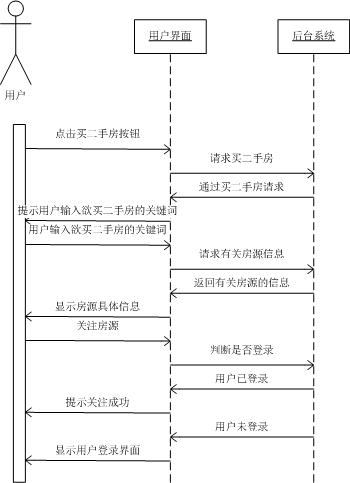 用户界面
后台系统
用户
点击买二手房按钮
请求买二手房
通过买二手房请求
提示用户输入欲买二手房的关键词
用户输入欲买二手房的关键词
请求有关房源信息
返回有关房源的信息
显示房源具体信息
关注房源
判断是否登录
用户已登录
提示关注成功
用户未登录
显示用户登录界面